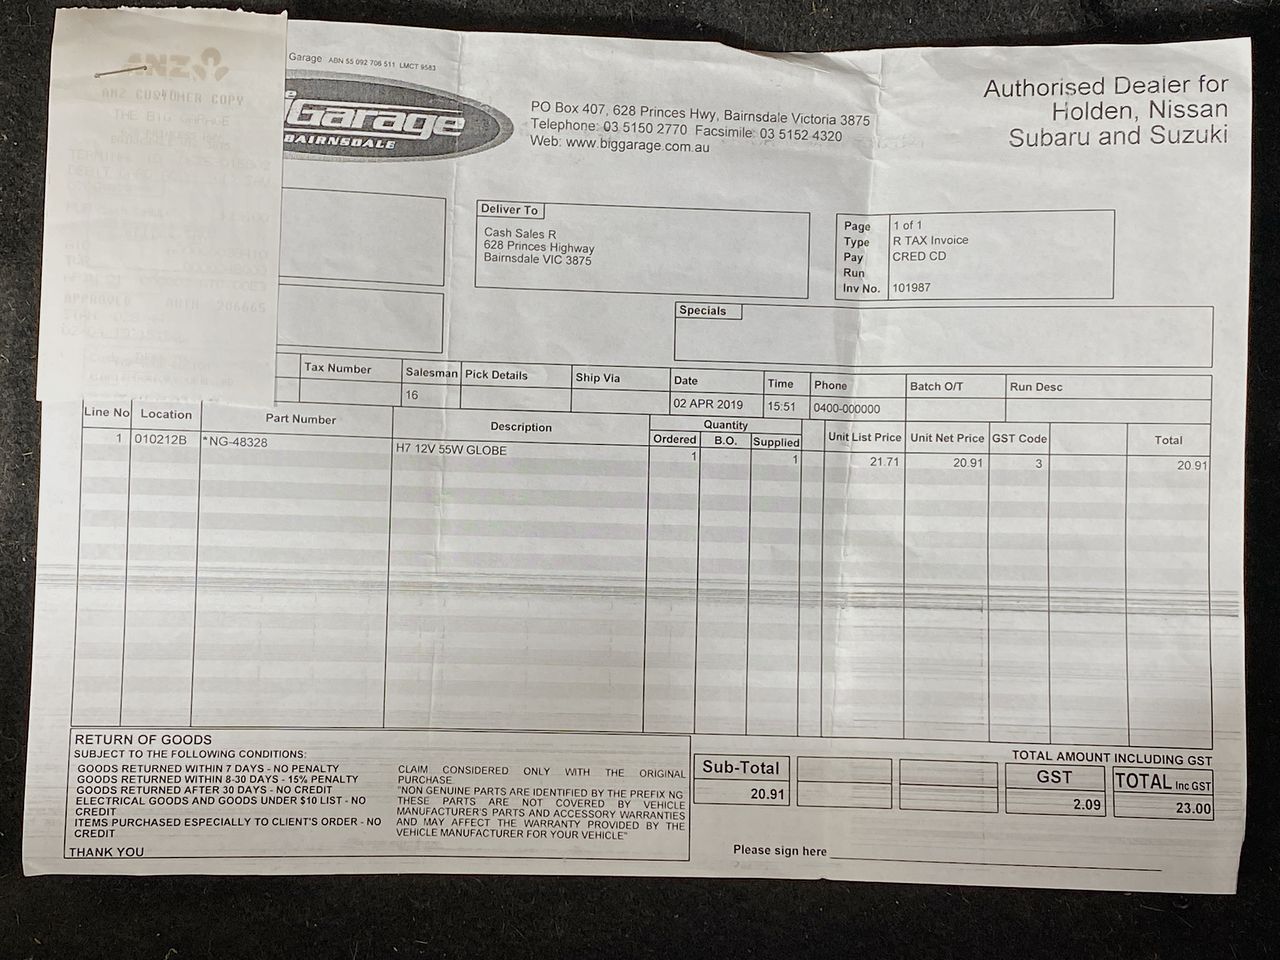 ANZ
ANZ CUSTOMER COPY
THE BIG GARAGE
APPROVED AUTH 206665
Garage ABN 55 092 706 511 LMCT 9583
Garage
BAIRNSDALE
PO Box 407, 628 Princes Hwy, Bairnsdale Victoria 3875
Telephone: 03 5150 2770 Facsimile: 03 5152 4320
Web: www.biggarage.com.au
Authorised Dealer for
Holden, Nissan
Subaru and Suzuki
Deliver To
Cash Sales R
628 Princes Highway
Bairnsdale VIC 3875
Page 1 of 1
Type R TAX Invoice
Pay CRED CD
Run
Inv No. 101987
Specials
Tax Number Salesman Pick Details Ship Via Date Time Phone Batch O/T Run Desc
16 02 APR 2019 15:51 0400-000000
Line No Location Part Number Description Quantity Unit List Price Unit Net Price GST Code Total
Ordered B.O. Supplied
1 010212B *NG-48328 H7 12V 55W GLOBE 1 1 21.71 20.91 3 20.91
RETURN OF GOODS
SUBJECT TO THE FOLLOWING CONDITIONS:
GOODS RETURNED WITHIN 7 DAYS - NO PENALTY
GOODS RETURNED WITHIN 8-30 DAYS - 15% PENALTY
GOODS RETURNED AFTER 30 DAYS - NO CREDIT
ELECTRICAL GOODS AND GOODS UNDER $10 LIST - NO
CREDIT
ITEMS PURCHASED ESPECIALLY TO CLIENT'S ORDER - NO
CREDIT
THANK YOU
CLAIM CONSIDERED ONLY WITH THE ORIGINAL
PURCHASE
"NON GENUINE PARTS ARE IDENTIFIED BY THE PREFIX NG
THESE PARTS ARE NOT COVERED BY VEHICLE
MANUFACTURER'S PARTS AND ACCESSORY WARRANTIES
AND MAY AFFECT THE WARRANTY PROVIDED BY THE
VEHICLE MANUFACTURER FOR YOUR VEHICLE"
TOTAL AMOUNT INCLUDING GST
Sub-Total GST TOTAL Inc GST
20.91 2.09 23.00
Please sign here